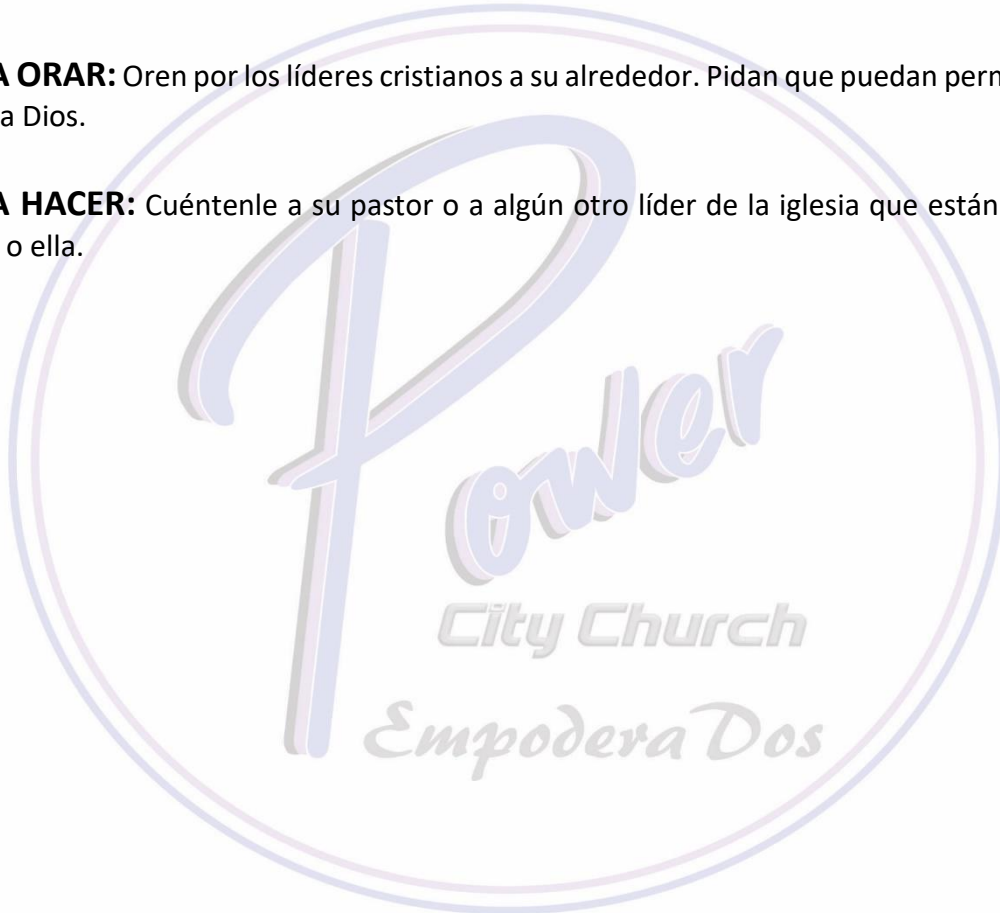 A ORAR: Oren por los líderes cristianos a su alrededor. Pidan que puedan
a Dios.
A HACER: Cuéntenle a su pastor o a algún otro líder de la iglesia que están
o ella.
Power
City Church
EmpoderaDos